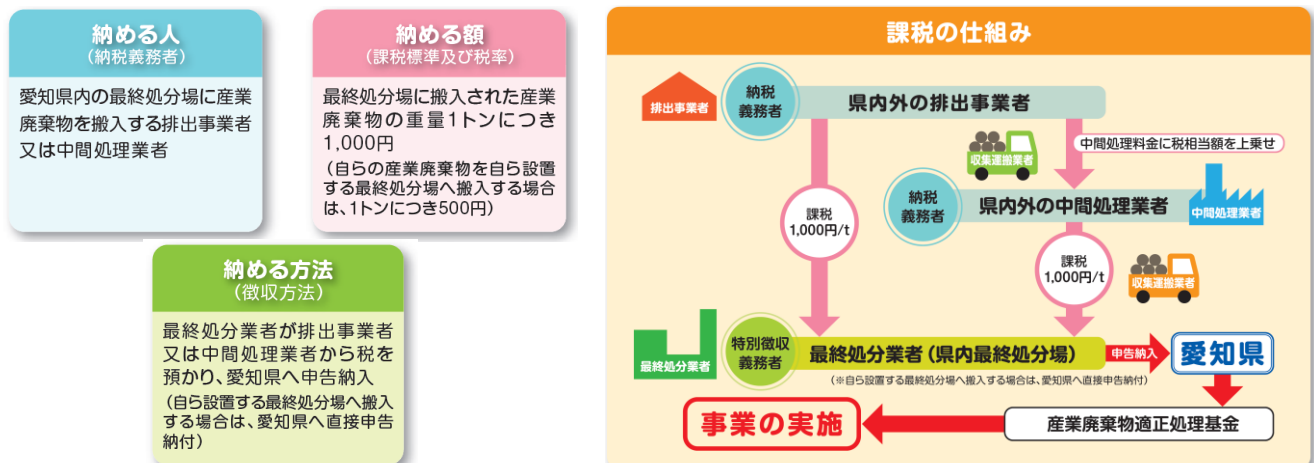 納める人
(納税義務者)
愛知県内の最終処分場に産業
廃棄物を搬入する排出事業者
又は中間処理業者
納める額
(課税標準及び税率)
最終処分場に搬入された産業
廃棄物の重量1トンにつき
1,000円
(自らの産業廃棄物を自ら設置
する最終処分場へ搬入する場合
は、1トンにつき500円)
納める方法
(徴収方法)
最終処分業者が排出事業者
又は中間処理業者から税を
預かり、愛知県へ申告納入
(自ら設置する最終処分場へ搬入
する場合は、愛知県へ直接申告
納付)
課税の仕組み
排出事業者
納税
義務者
県内外の排出事業者
収集運搬業者
中間処理料金に税相当額を上乗せ
納税
義務者
県内外の中間処理業者
中間処理業者
課税
1,000円/t
課税
1,000円/t
収集運搬業者
最終処分業者
特別徴収
義務者
最終処分業者(県内最終処分場)
申告納入
愛知県
(※自ら設置する最終処分場へ搬入する場合は、愛知県へ直接申告納付)
事業の実施
産業廃棄物適正処理基金